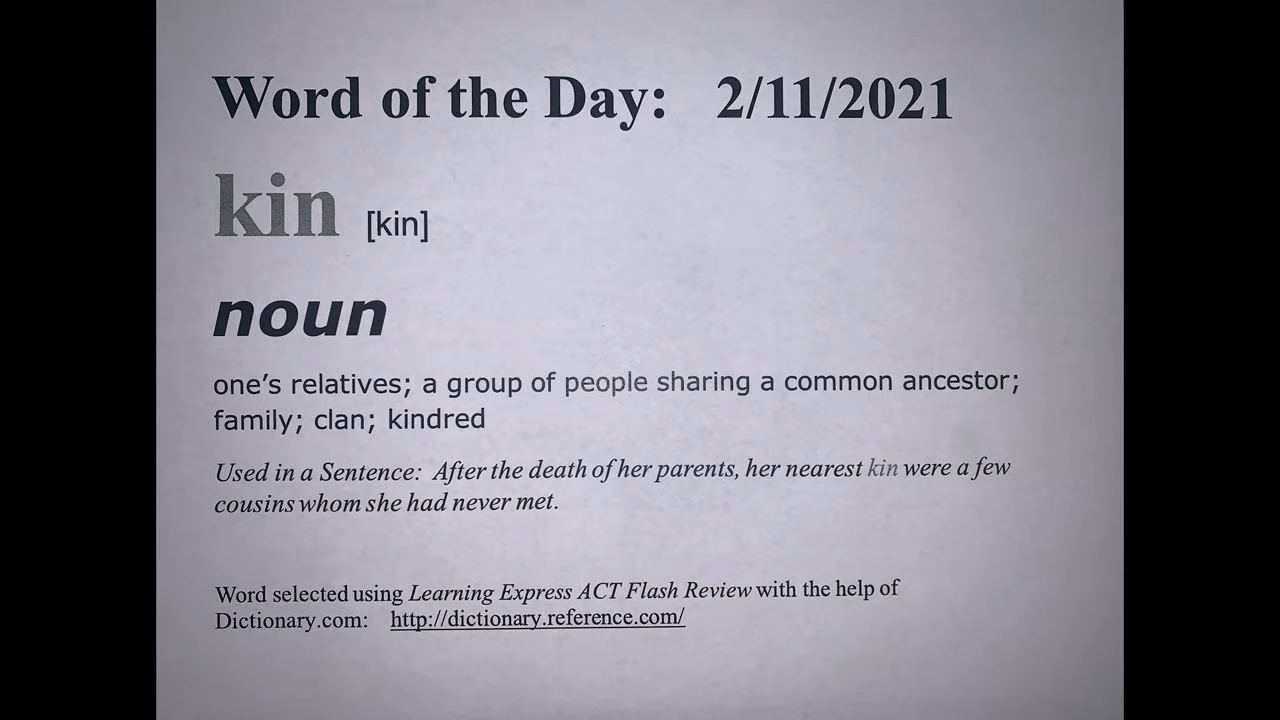 Word of the Day: 2/11/2021
kin [kin]
noun
one’s relatives; a group of people sharing a common ancestor;
family; clan; kindred
Used in a Sentence: After the death of her parents, her nearest kin were a few
cousins whom she had never met.
Word selected using Learning Express ACT Flash Review with the help of
Dictionary.com: http://dictionary.reference.com/